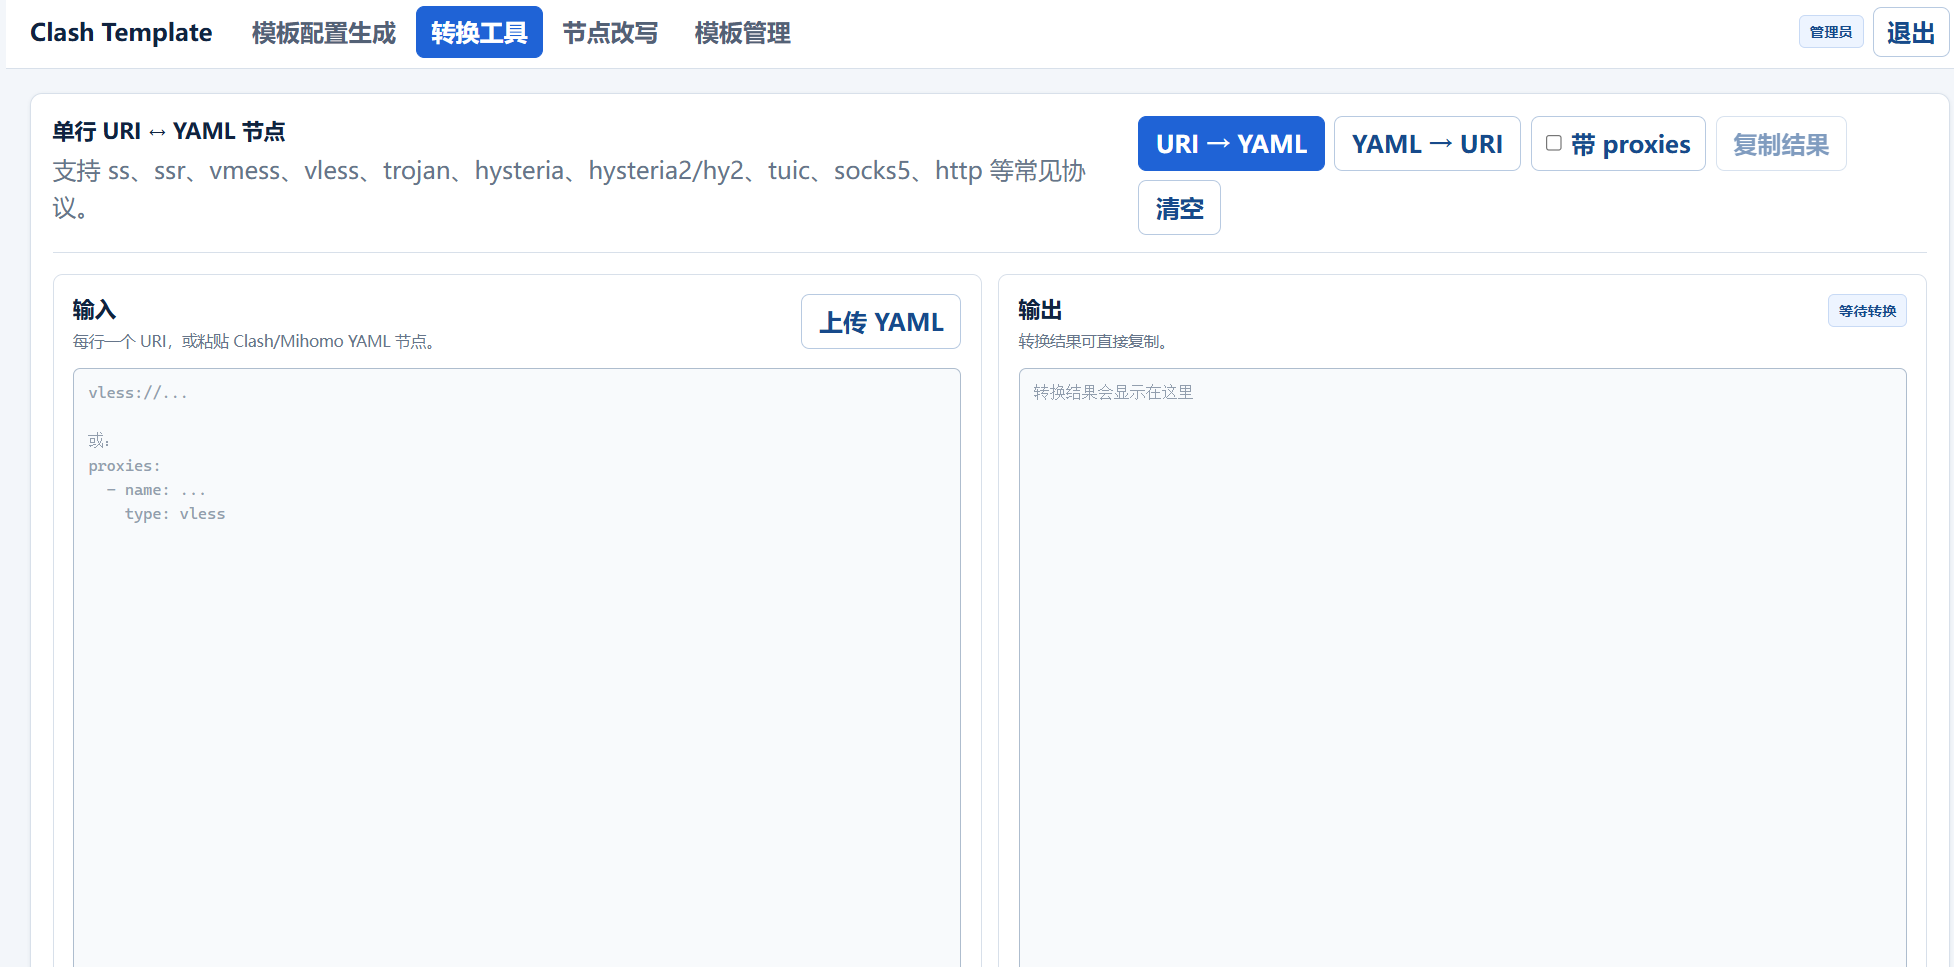 Clash Template 模板配置生成 转换工具 节点改写 模板管理 管理员 退出
单行 URI ↔ YAML 节点
支持 ss、ssr、vmess、vless、trojan、hysteria、hysteria2/hy2、tuic、socks5、http 等常见协
议。
URI → YAML YAML → URI 带 proxies 复制结果
清空
输入
每行一个 URI，或粘贴 Clash/Mihomo YAML 节点。
上传 YAML
vless://...
或：
proxies:
  - name: ...
    type: vless
输出
转换结果可直接复制。
等待转换
转换结果会显示在这里